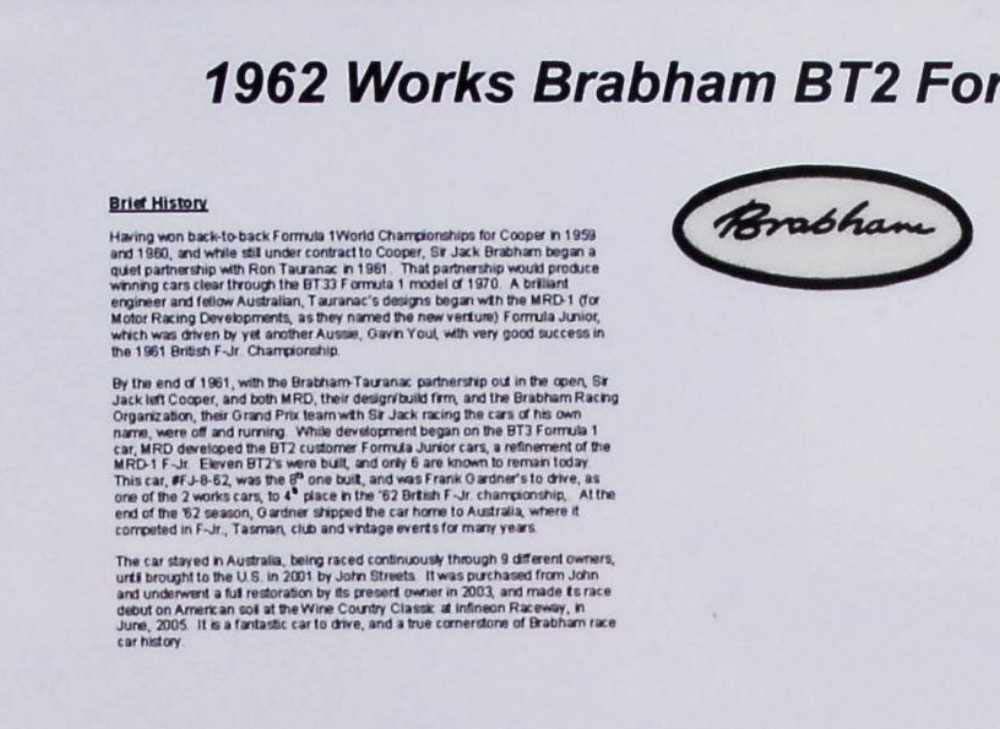 1962 Works Brabham BT2 For
Brabham
Brief History
Having won back-to-back Formula 1World Championships for Cooper in 1959
and 1960, and while still under contract to Cooper, Sir Jack Brabham began a
quiet partnership with Ron Tauranac in 1961. That partnership would produce
winning cars clear through the BT33 Formula 1 model of 1970. A brilliant
engineer and fellow Australian, Tauranac's designs began with the MRD-1 (for
Motor Racing Developments, as they named the new venture) Formula Junior,
which was driven by yet another Aussie, Gavin Youl, with very good success in
the 1961 British F-Jr. Championship.
By the end of 1961, with the Brabham-Tauranac partnership out in the open, Sir
Jack left Cooper, and both MRD, their design/build firm, and the Brabham Racing
Organization, their Grand Prix team with Sir Jack racing the cars of his own
name, were off and running. While development began on the BT3 Formula 1
car, MRD developed the BT2 customer Formula Junior cars, a refinement of the
MRD-1 F-Jr. Eleven BT2's were built, and only 6 are known to remain today.
This car, #FJ-8-62, was the 8th one built, and was Frank Gardner's to drive, as
one of the 2 works cars, to 4th place in the '62 British F-Jr. championship. At the
end of the '62 season, Gardner shipped the car home to Australia, where it
competed in F-Jr., Tasman, club and vintage events for many years.
The car stayed in Australia, being raced continuously through 9 different owners,
until brought to the U.S. in 2001 by John Streets. It was purchased from John
and underwent a full restoration by its present owner in 2003, and made its race
debut on American soil at the Wine Country Classic at Infineon Raceway, in
June, 2005. It is a fantastic car to drive, and a true cornerstone of Brabham race
car history.